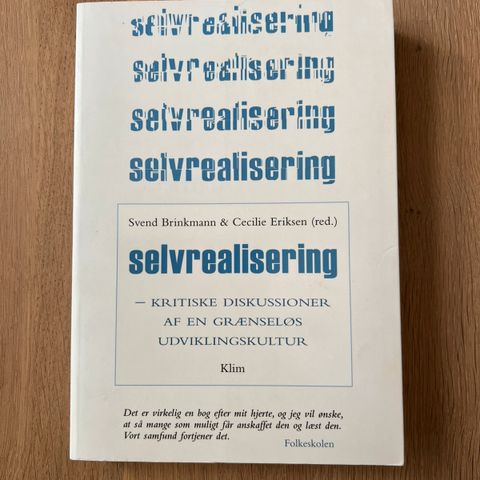 selvrealisering
selvrealisering
selvrealisering
selvrealisering
Svend Brinkmann & Cecilie Eriksen (red.)
selvrealisering
– KRITISKE DISKUSSIONER
AF EN GRÆNSELØS
UDVIKLINGSKULTUR
Klim
Det er virkelig en bog efter mit hjerte, og jeg vil ønske,
at så mange som muligt får anskaffet den og læst den.
Vort samfund fortjener det.
Folkeskolen